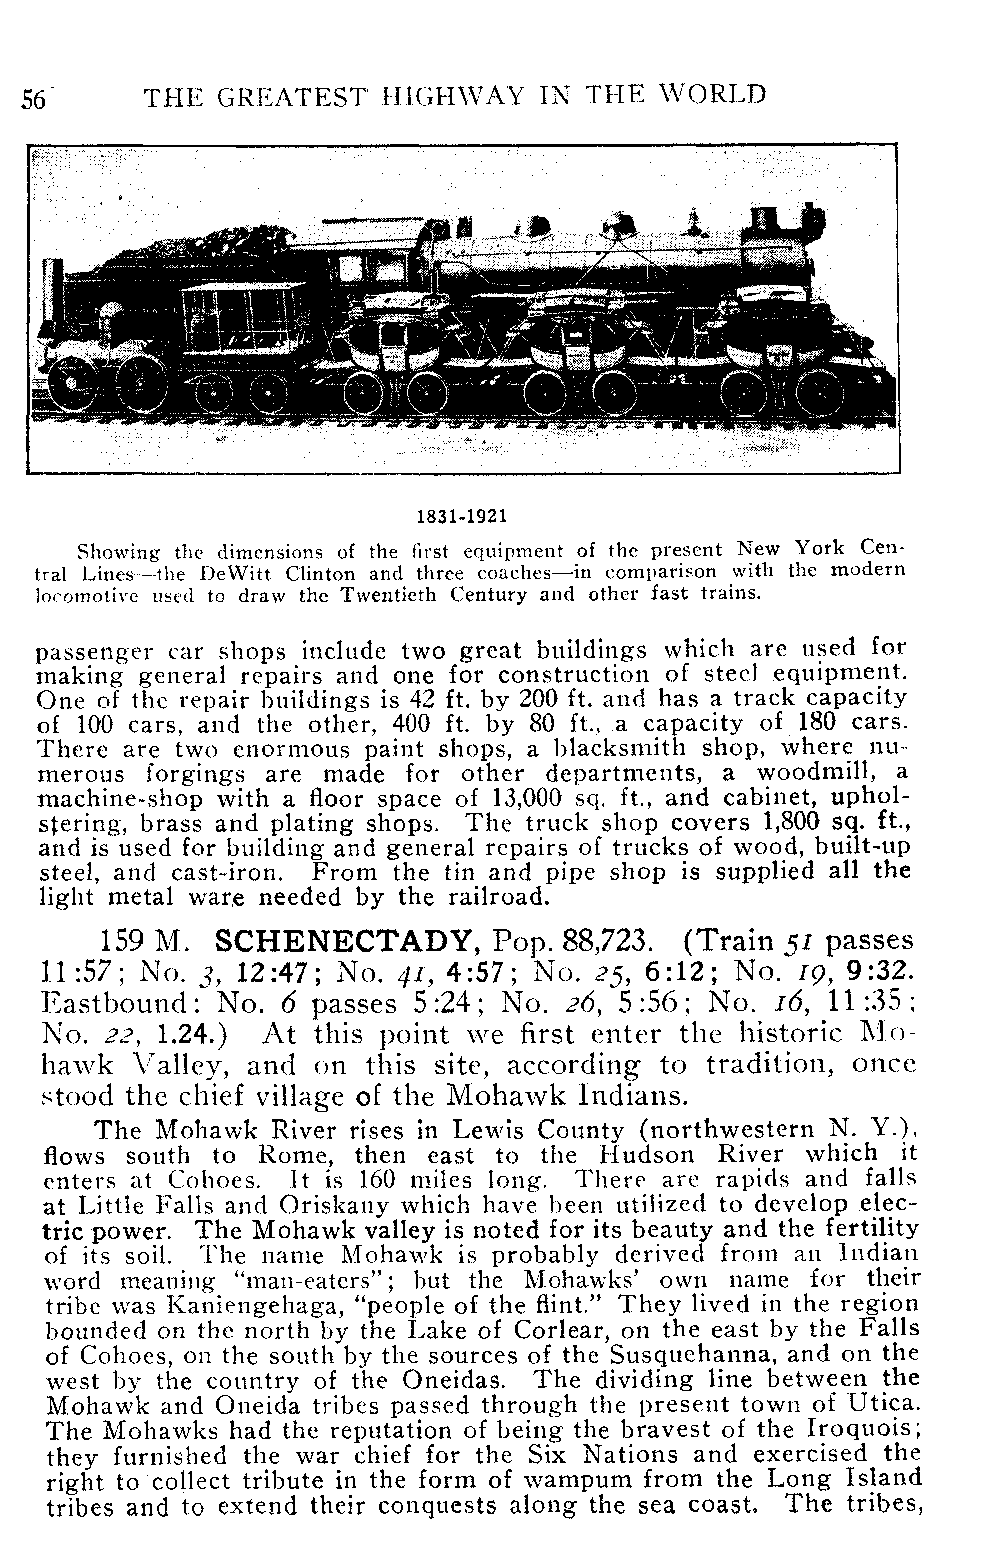 56 THE GREATEST HIGHWAY IN THE WORLD
1831-1921
Showing the dimensions of the first equipment of the present New York Cen-
tral Lines—the DeWitt Clinton and three coaches—in comparison with the modern
locomotive used to draw the Twentieth Century and other fast trains.
passenger car shops include two great buildings which are used for
making general repairs and one for construction of steel equipment.
One of the repair buildings is 42 ft. by 200 ft. and has a track capacity
of 100 cars, and the other, 400 ft. by 80 ft., a capacity of 180 cars.
There are two enormous paint shops, a blacksmith shop, where nu-
merous forgings are made for other departments, a woodmill, a
machine-shop with a floor space of 13,000 sq. ft., and cabinet, uphol-
stering, brass and plating shops. The truck shop covers 1,800 sq. ft.,
and is used for building and general repairs of trucks of wood, built-up
steel, and cast-iron. From the tin and pipe shop is supplied all the
light metal ware needed by the railroad.
159 M. SCHENECTADY, Pop. 88,723. (Train 51 passes
11:57; No. 3, 12:47; No. 41, 4:57; No. 25, 6:12; No. 19, 9:32.
Eastbound: No. 6 passes 5:24; No. 26, 5:56; No. 16, 11:35;
No. 22, 1.24.) At this point we first enter the historic Mo-
hawk Valley, and on this site, according to tradition, once
stood the chief village of the Mohawk Indians.
The Mohawk River rises in Lewis County (northwestern N. Y.),
flows south to Rome, then east to the Hudson River which it
enters at Cohoes. It is 160 miles long. There are rapids and falls
at Little Falls and Oriskany which have been utilized to develop elec-
tric power. The Mohawk valley is noted for its beauty and the fertility
of its soil. The name Mohawk is probably derived from an Indian
word meaning "man-eaters"; but the Mohawks' own name for their
tribe was Kaniengehaga, "people of the flint." They lived in the region
bounded on the north by the Lake of Corlear, on the east by the Falls
of Cohoes, on the south by the sources of the Susquehanna, and on the
west by the country of the Oneidas. The dividing line between the
Mohawk and Oneida tribes passed through the present town of Utica.
The Mohawks had the reputation of being the bravest of the Iroquois;
they furnished the war chief for the Six Nations and exercised the
right to collect tribute in the form of wampum from the Long Island
tribes and to extend their conquests along the sea coast. The tribes,